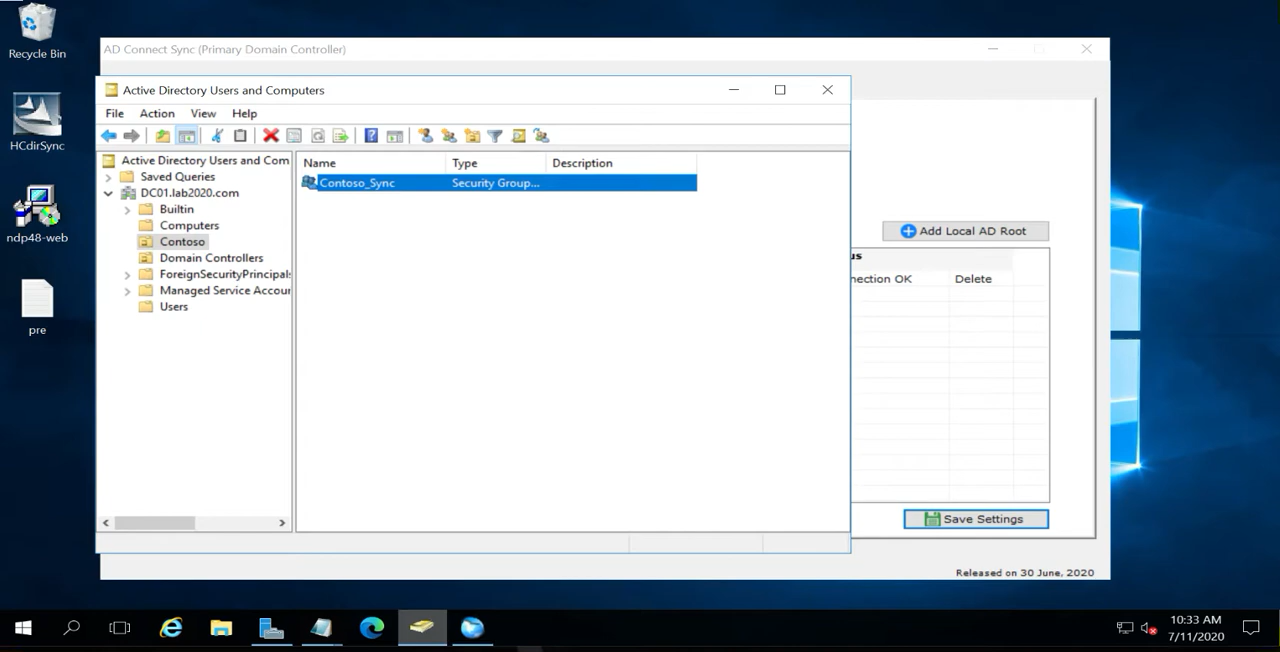 Recycle Bin
HCdirSync
ndp48-web
pre
AD Connect Sync (Primary Domain Controller)
Active Directory Users and Computers
File Action View Help
Active Directory Users and Com
Saved Queries
DC01.lab2020.com
Builtin
Computers
Contoso
Domain Controllers
ForeignSecurityPrincipals
Managed Service Accour
Users
Name Type Description
Contoso_Sync Security Group...
Add Local AD Root
us
nection OK Delete
Save Settings
Released on 30 June, 2020
10:33 AM
7/11/2020